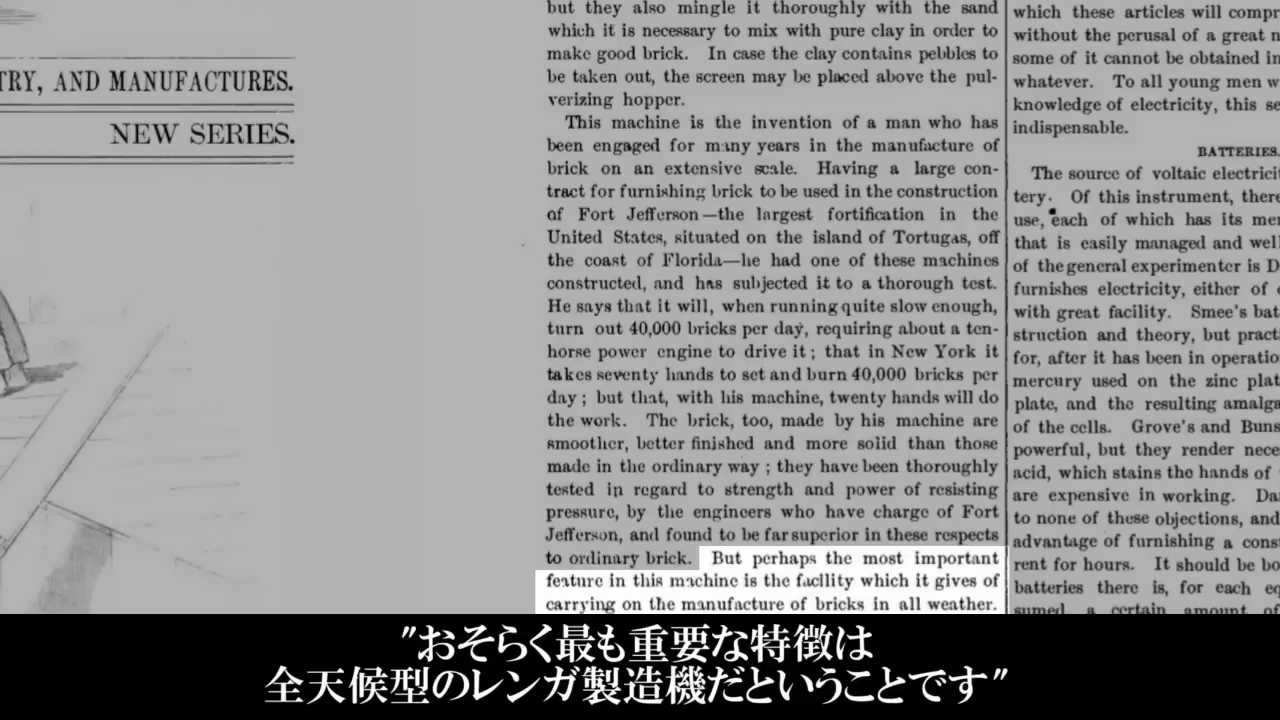 TRY, AND MANUFACTURES.
NEW SERIES.
but they also mingle it thoroughly with the sand
which it is necessary to mix with pure clay in order to
make good brick. In case the clay contains pebbles to
be taken out, the screen may be placed above the pul-
verizing hopper.
This machine is the invention of a man who has
been engaged for many years in the manufacture of
brick on an extensive scale. Having a large con-
tract for furnishing brick to be used in the construction
of Fort Jefferson—the largest fortification in the
United States, situated on the island of Tortugas, off
the coast of Florida—he had one of these machines
constructed, and has subjected it to a thorough test.
He says that it will, when running quite slow enough,
turn out 40,000 bricks per day, requiring about a ten-
horse power engine to drive it; that in New York it
takes seventy hands to set and burn 40,000 bricks per
day; but that, with his machine, twenty hands will do
the work. The brick, too, made by his machine are
smoother, better finished and more solid than those
made in the ordinary way; they have been thoroughly
tested in regard to strength and power of resisting
pressure, by the engineers who have charge of Fort
Jefferson, and found to be far superior in these respects
to ordinary brick. But perhaps the most important
feature in this machine is the facility which it gives of
carrying on the manufacture of bricks in all weather.
which these articles will compr
without the perusal of a great n
some of it cannot be obtained in
whatever. To all young men w
knowledge of electricity, this se
indispensable.
BATTERIES.
The source of voltaic electricit
tery. Of this instrument, there
use, each of which has its mer
that is easily managed and well
of the general experimenter is D
furnishes electricity, either of
with great facility. Smee's bat
struction and theory, but pract
for, after it has been in operatio
mercury used on the zinc plat
plate, and the resulting amalga
of the cells. Grove's and Buns
powerful, but they render nece
acid, which stains the hands of
are expensive in working. Da
to none of these objections, and
advantage of furnishing a cons
rent for hours. It should be bo
batteries there is, for each eq
sumed a certain amount of
"おそらく最も重要な特徴は
全天候型のレンガ製造機だということです"